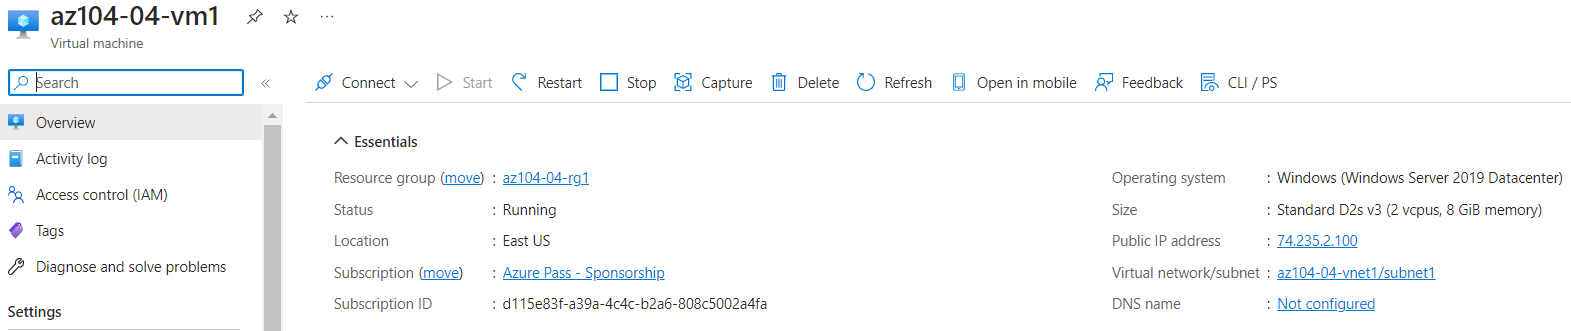 az104-04-vm1
Virtual machine
Search
«
Connect Start Restart Stop Capture Delete Refresh Open in mobile Feedback CLI / PS
Overview
Activity log
Access control (IAM)
Tags
Diagnose and solve problems
Settings
Essentials
Resource group (move) : az104-04-rg1
Status : Running
Location : East US
Subscription (move) : Azure Pass - Sponsorship
Subscription ID : d115e83f-a39a-4c4c-b2a6-808c5002a4fa
Operating system : Windows (Windows Server 2019 Datacenter)
Size : Standard D2s v3 (2 vcpus, 8 GiB memory)
Public IP address : 74.235.2.100
Virtual network/subnet : az104-04-vnet1/subnet1
DNS name : Not configured